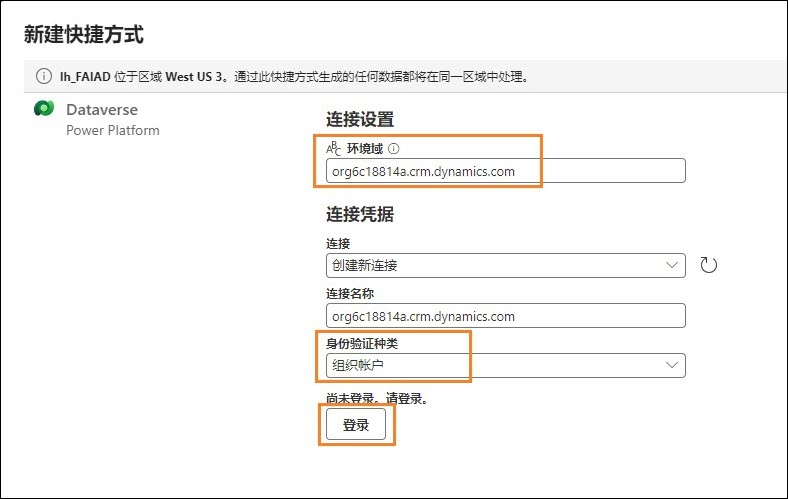 新建快捷方式
lh_FAIAD 位于区域 West US 3。通过此快捷方式生成的任何数据都将在同一区域中处理。
Dataverse
Power Platform
连接设置
ABC 环境域
org6c18814a.crm.dynamics.com
连接凭据
连接
创建新连接
连接名称
org6c18814a.crm.dynamics.com
身份验证种类
组织帐户
尚未登录。请登录。
登录